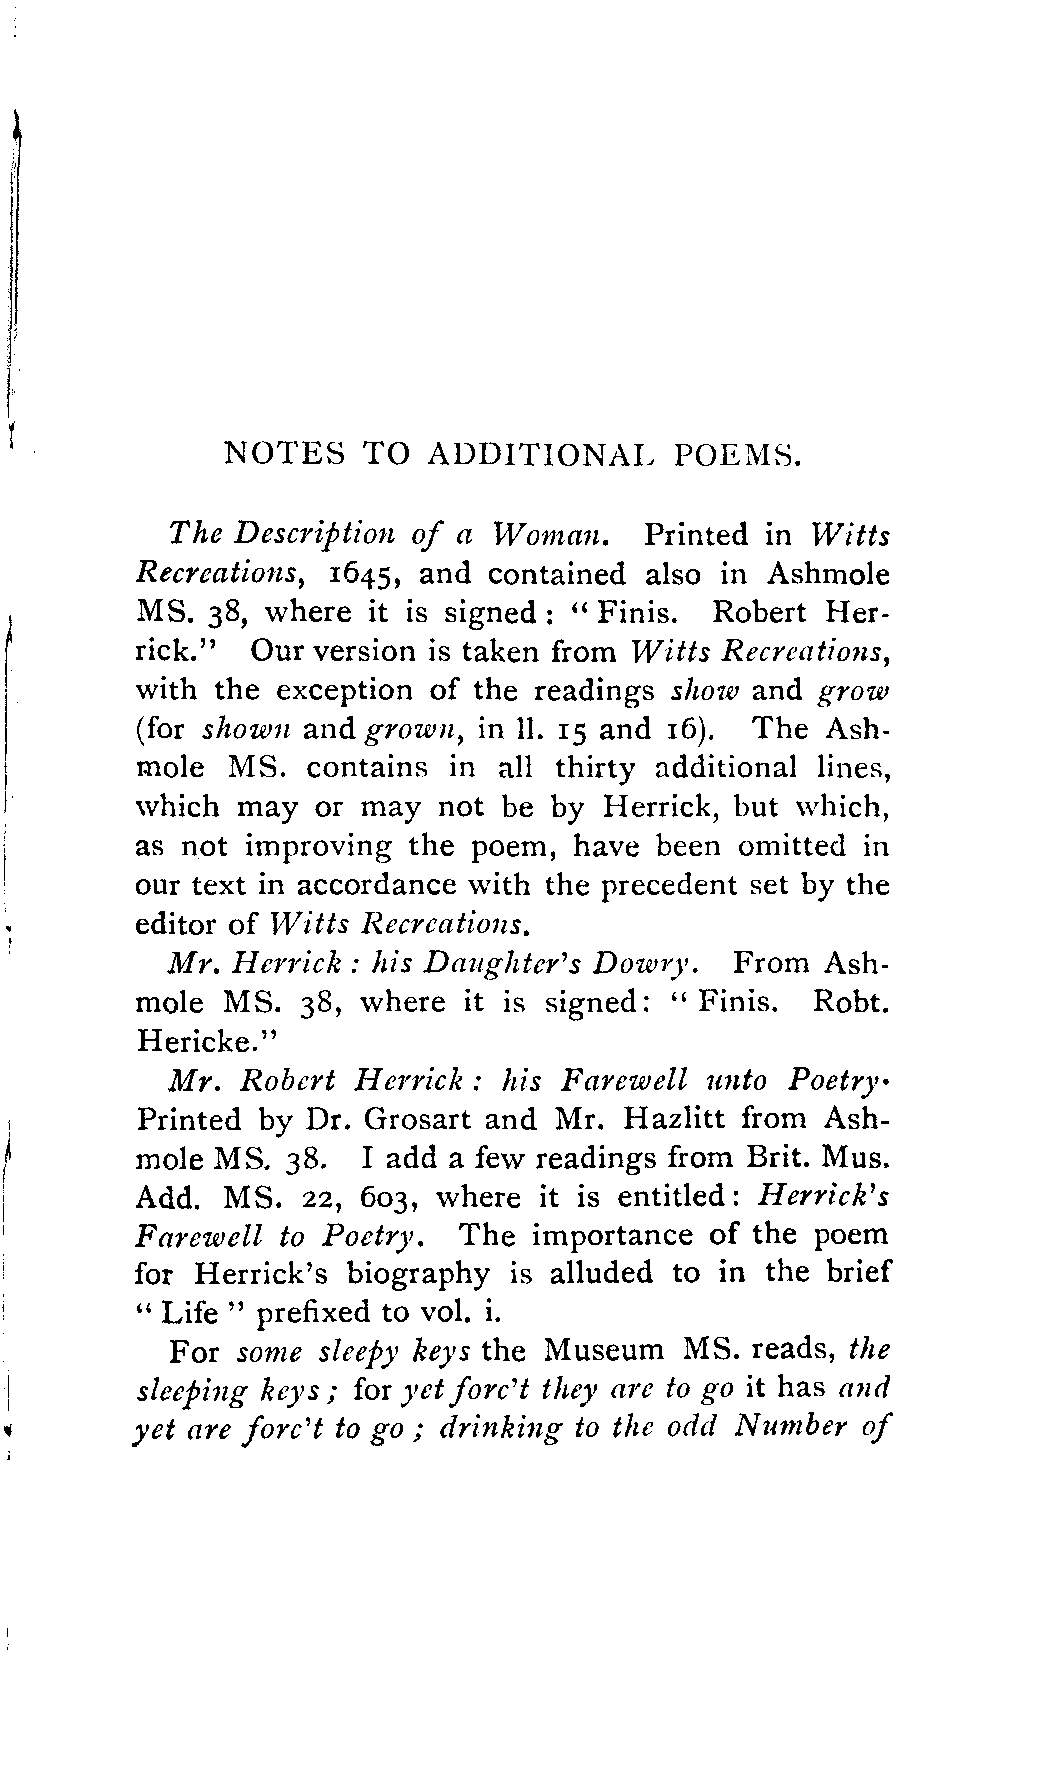 NOTES TO ADDITIONAL POEMS.
The Description of a Woman. Printed in Witts
Recreations, 1645, and contained also in Ashmole
MS. 38, where it is signed : “ Finis. Robert Her-
rick.” Our version is taken from Witts Recreations,
with the exception of the readings show and grow
(for shown and grown, in ll. 15 and 16). The Ash-
mole MS. contains in all thirty additional lines,
which may or may not be by Herrick, but which,
as not improving the poem, have been omitted in
our text in accordance with the precedent set by the
editor of Witts Recreations.
Mr. Herrick : his Daughter's Dowry. From Ash-
mole MS. 38, where it is signed: “ Finis. Robt.
Hericke.”
Mr. Robert Herrick : his Farewell unto Poetry.
Printed by Dr. Grosart and Mr. Hazlitt from Ash-
mole MS. 38. I add a few readings from Brit. Mus.
Add. MS. 22, 603, where it is entitled: Herrick's
Farewell to Poetry. The importance of the poem
for Herrick's biography is alluded to in the brief
“ Life ” prefixed to vol. i.
For some sleepy keys the Museum MS. reads, the
sleeping keys ; for yet forc't they are to go it has and
yet are forc't to go ; drinking to the odd Number of